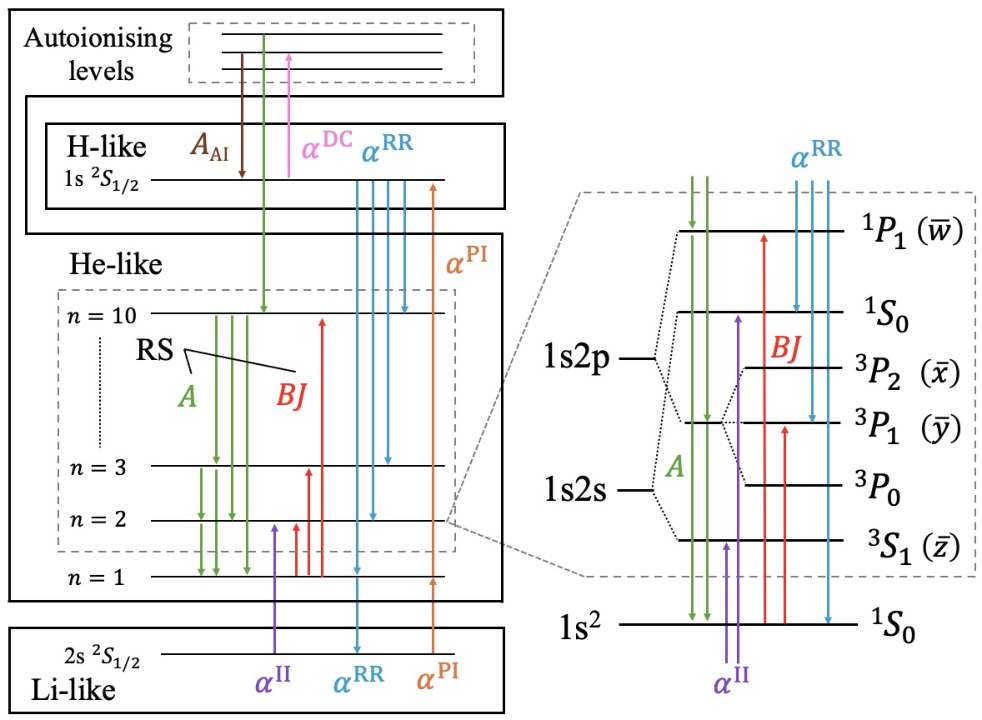 Autoionising
levels
A_AI
α^DC
α^RR
H-like
1s ²S₁/₂
α^PI
He-like
n = 10
RS
A
BJ
n = 3
n = 2
n = 1
2s ²S₁/₂
Li-like
α^II
α^RR
α^PI
α^RR
¹P₁ (w̅)
¹S₀
1s2p
BJ
³P₂ (x̅)
³P₁ (y̅)
A
1s2s
³P₀
³S₁ (z̅)
1s²
¹S₀
α^II